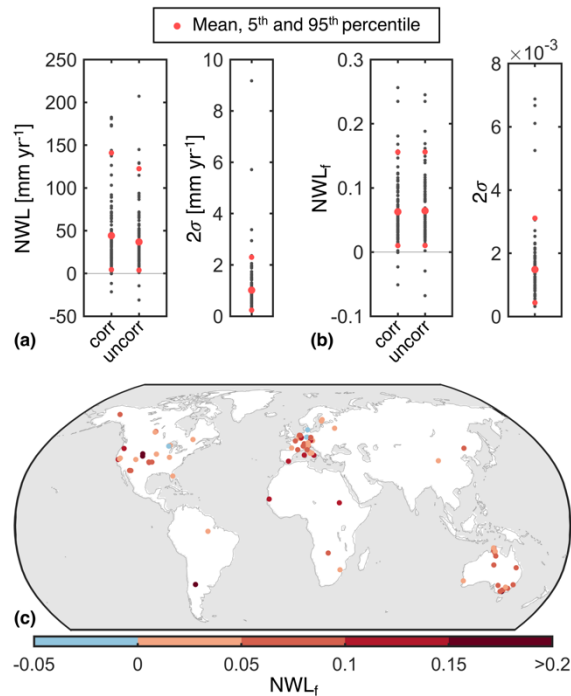 Mean, 5th and 95th percentile
NWL [mm yr-1]
250
200
150
100
50
0
-50
corr
uncorr
(a)
2σ [mm yr-1]
10
8
6
4
2
0
NWLf
0.3
0.2
0.1
0
-0.1
corr
uncorr
(b)
×10-3
2σ
8
6
4
2
0
(c)
-0.05 0 0.05 0.1 0.15 >0.2
NWLf